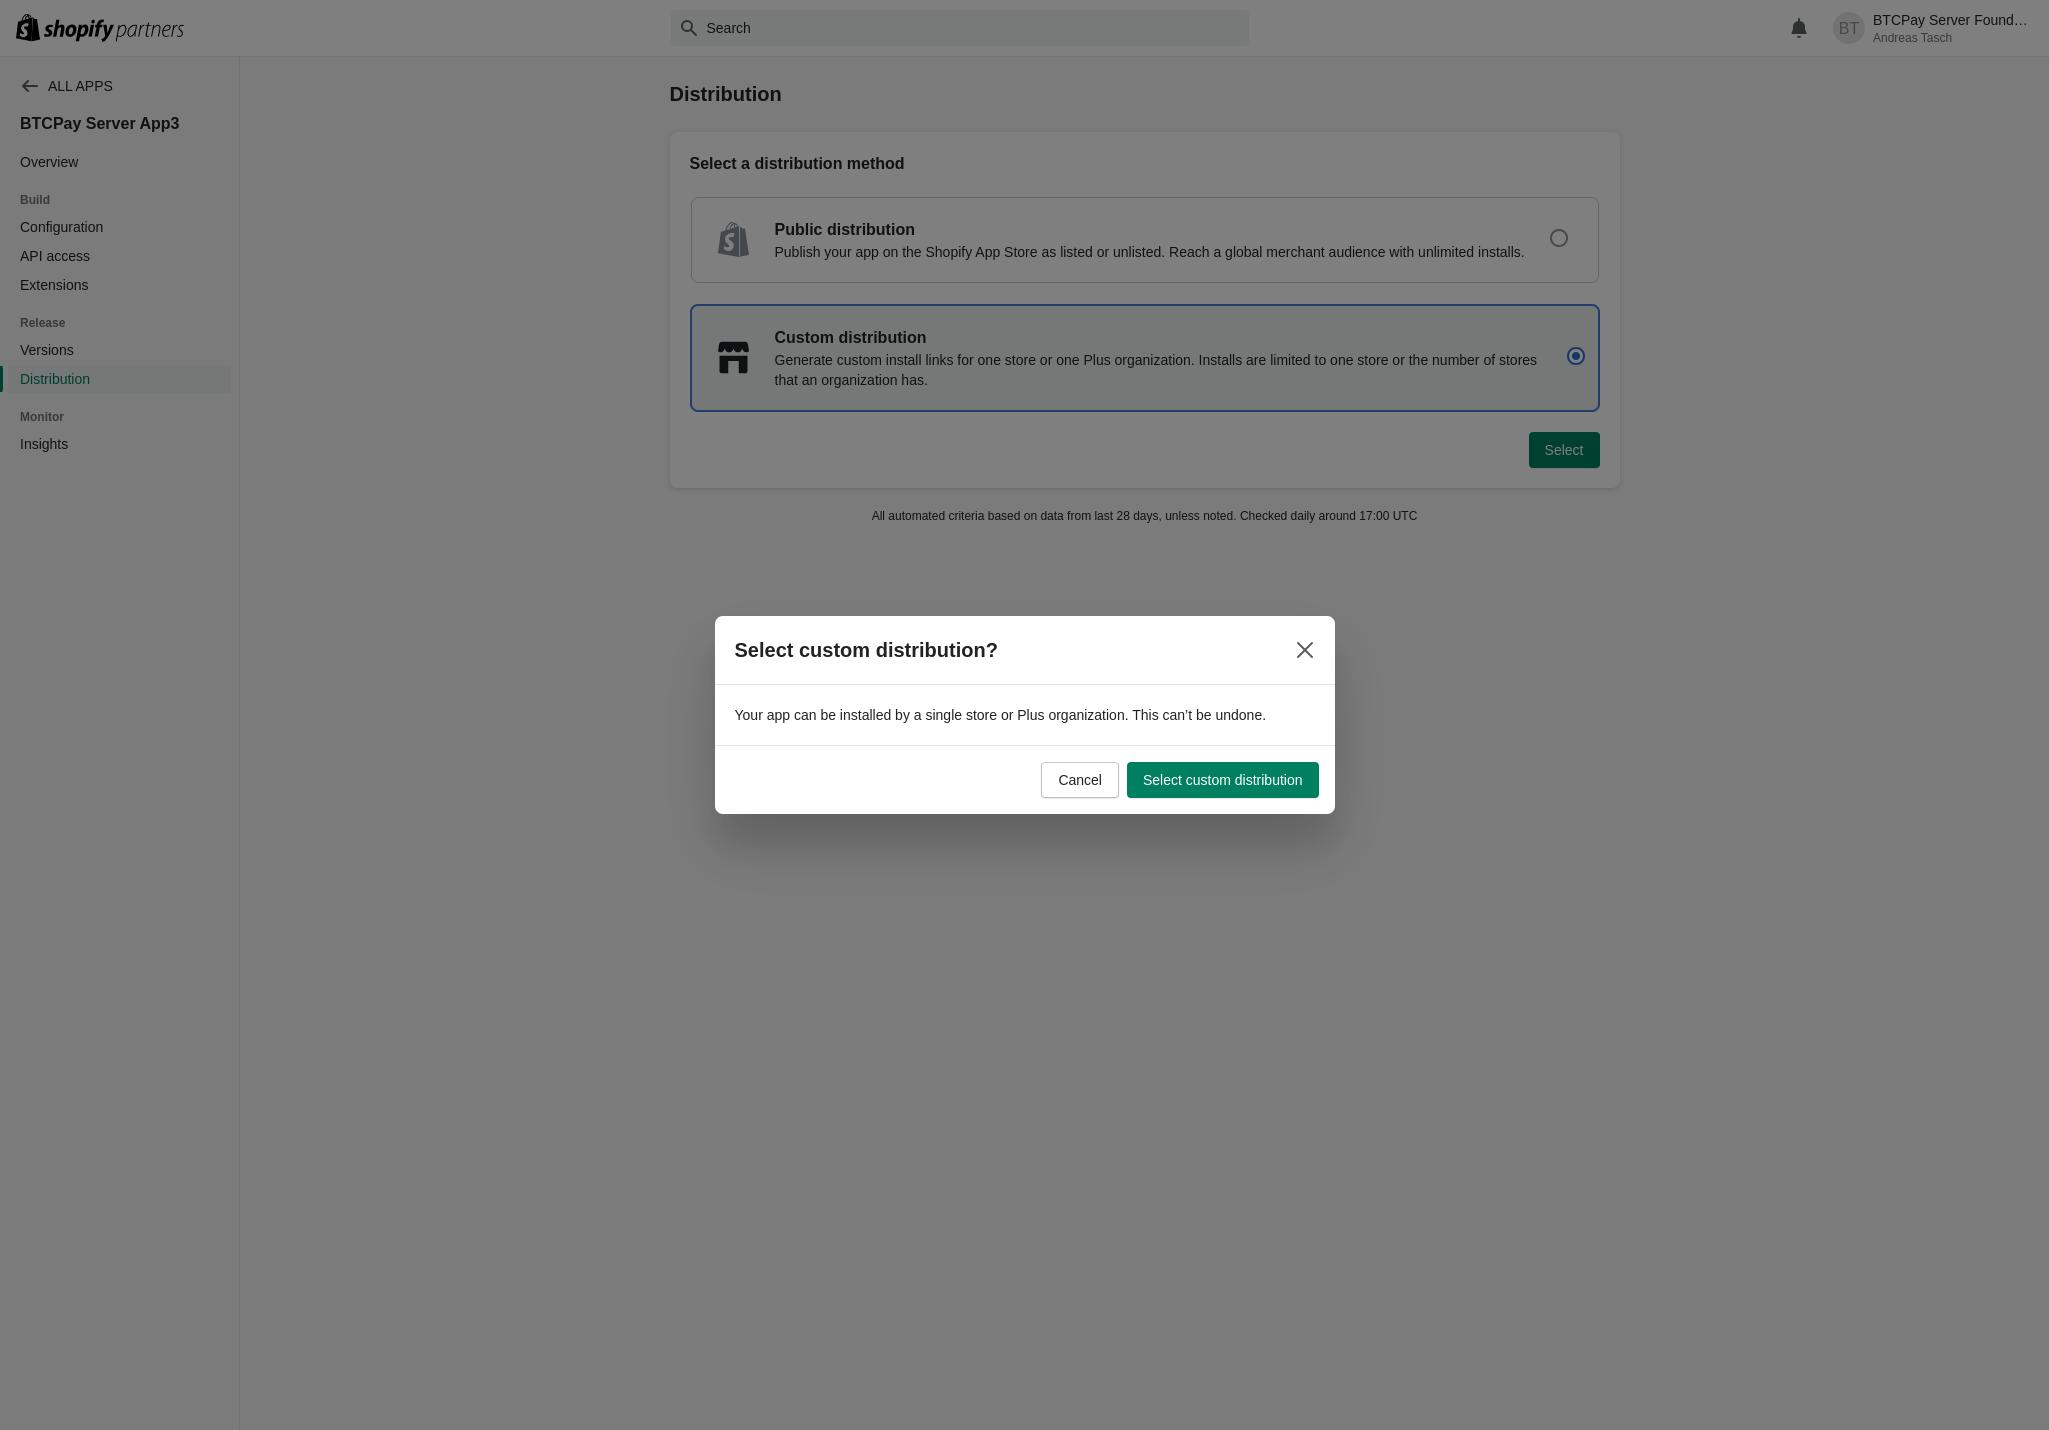 shopify partners
Search
BT
BTCPay Server Found…
Andreas Tasch
ALL APPS
BTCPay Server App3
Overview
Build
Configuration
API access
Extensions
Release
Versions
Distribution
Monitor
Insights
Distribution
Select a distribution method
Public distribution
Publish your app on the Shopify App Store as listed or unlisted. Reach a global merchant audience with unlimited installs.
Custom distribution
Generate custom install links for one store or one Plus organization. Installs are limited to one store or the number of stores
that an organization has.
Select
All automated criteria based on data from last 28 days, unless noted. Checked daily around 17:00 UTC
Select custom distribution?
Your app can be installed by a single store or Plus organization. This can’t be undone.
Cancel
Select custom distribution